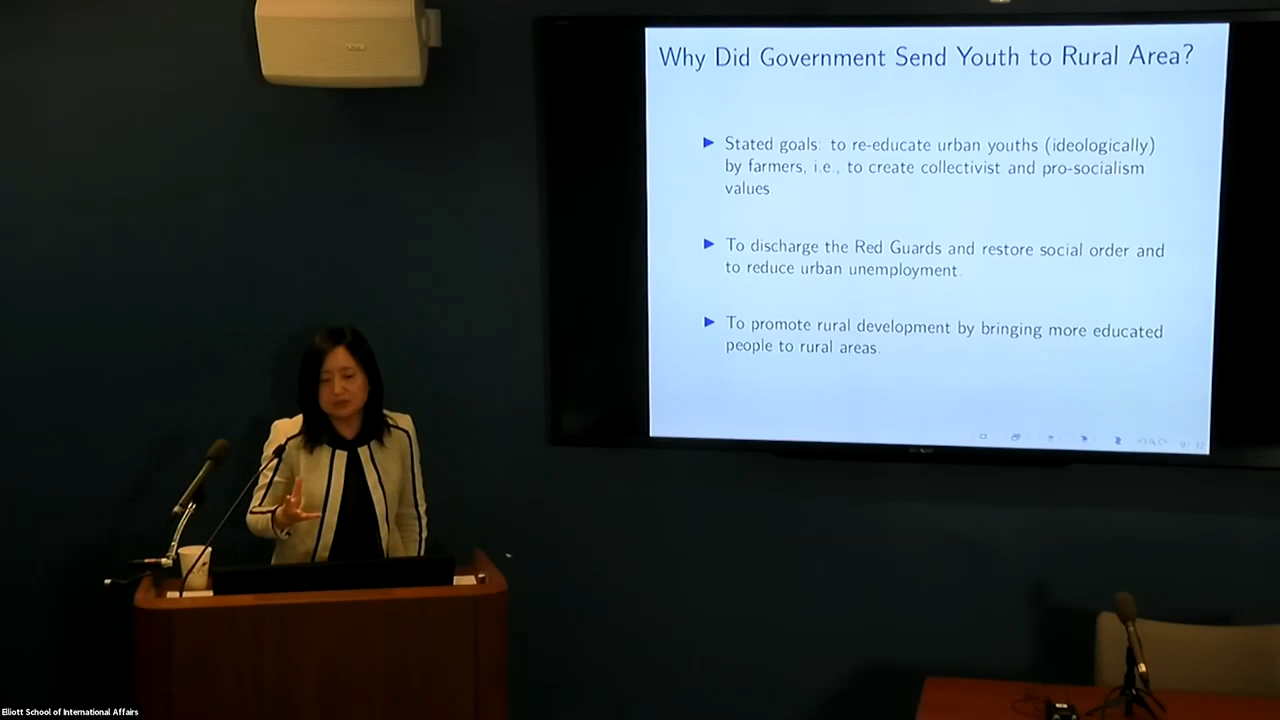 Why Did Government Send Youth to Rural Area?
Stated goals: to re-educate urban youths (ideologically)
by farmers, i.e., to create collectivist and pro-socialism
values
To discharge the Red Guards and restore social order and
to reduce urban unemployment.
To promote rural development by bringing more educated
people to rural areas.
Elliott School of International Affairs